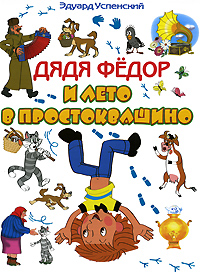 Эдуард Успенский
ДЯДЯ ФЁДОР
И ЛЕТО
В ПРОСТОКВАШИНО